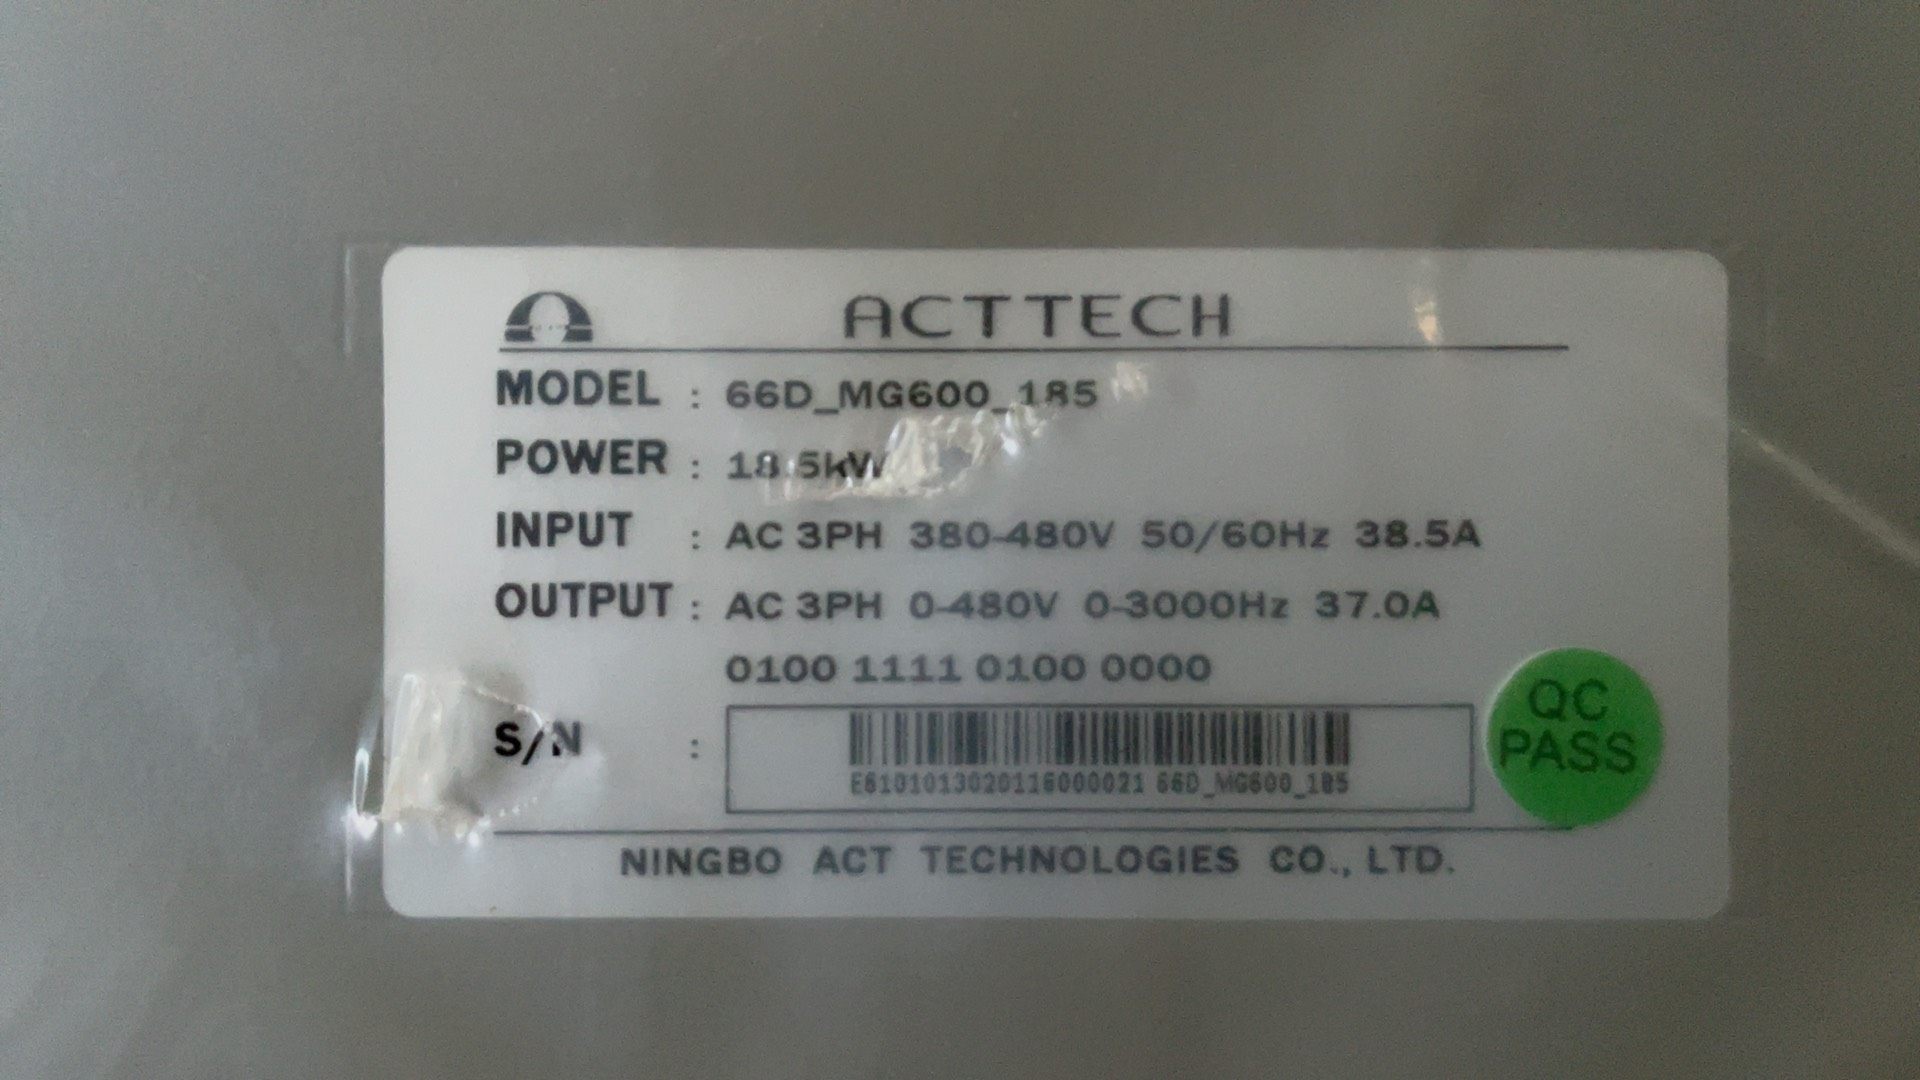 ACTTECH
MODEL : 66D_MG600_185
POWER : 18.5kW
INPUT : AC 3PH 380-480V 50/60Hz 38.5A
OUTPUT : AC 3PH 0-480V 0-3000Hz 37.0A
0100 1111 0100 0000
S/N :
E6101013020116000021 66D_MG600_185
QC
PASS
NINGBO ACT TECHNOLOGIES CO., LTD.